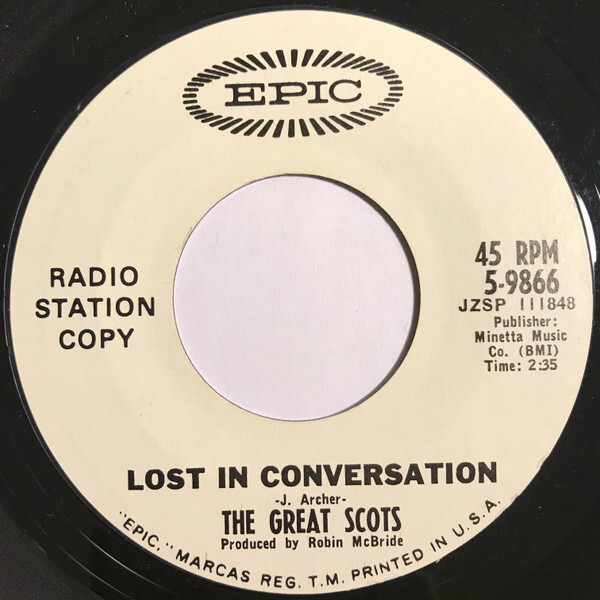 EPIC
RADIO
STATION
COPY
45 RPM
5-9866
JZSP 111848
Publisher:
Minetta Music
Co. (BMI)
Time: 2:35
LOST IN CONVERSATION
-J. Archer-
THE GREAT SCOTS
Produced by Robin McBride
"EPIC," MARCAS REG. T.M. PRINTED IN U.S.A.